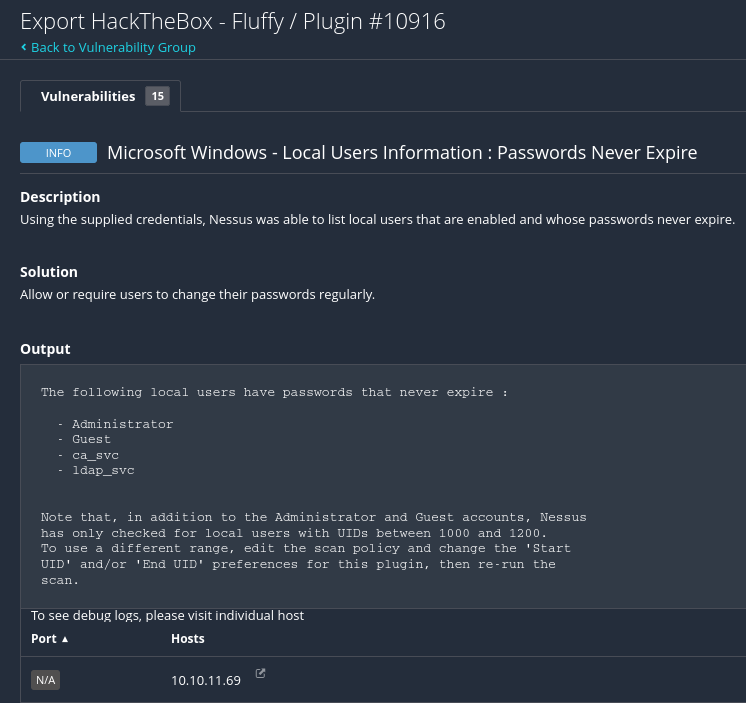 Export HackTheBox - Fluffy / Plugin #10916
Back to Vulnerability Group
Vulnerabilities 15
INFO Microsoft Windows - Local Users Information : Passwords Never Expire
Description
Using the supplied credentials, Nessus was able to list local users that are enabled and whose passwords never expire.
Solution
Allow or require users to change their passwords regularly.
Output
The following local users have passwords that never expire :
- Administrator
- Guest
- ca_svc
- ldap_svc
Note that, in addition to the Administrator and Guest accounts, Nessus
has only checked for local users with UIDs between 1000 and 1200.
To use a different range, edit the scan policy and change the 'Start
UID' and/or 'End UID' preferences for this plugin, then re-run the
scan.
To see debug logs, please visit individual host
Port ▲ Hosts
N/A 10.10.11.69